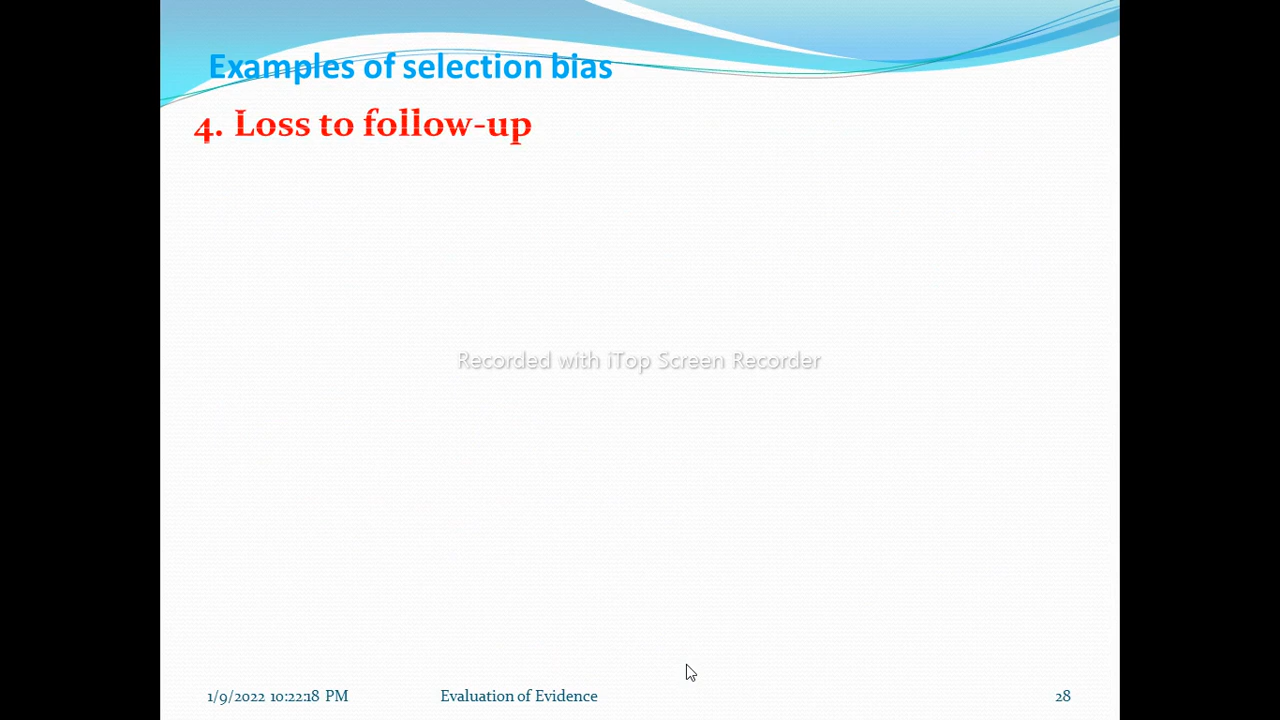 Examples of selection bias
4. Loss to follow-up
Recorded with iTop Screen Recorder
1/9/2022 10:22:18 PM Evaluation of Evidence 28